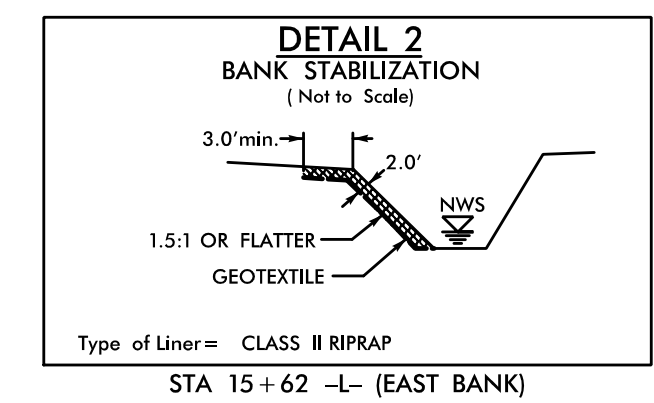 DETAIL 2
BANK STABILIZATION
( Not to Scale)
3.0'min.
2.0'
NWS
1.5:1 OR FLATTER
GEOTEXTILE
Type of Liner= CLASS II RIPRAP
STA 15+62 -L- (EAST BANK)